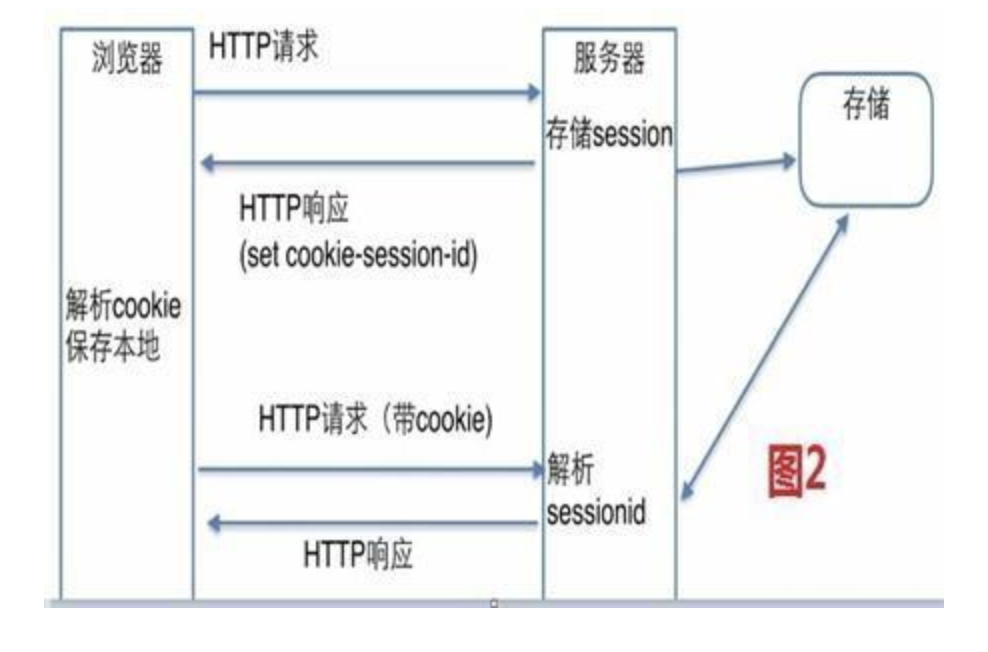 浏览器
HTTP请求
服务器
存储
存储session
HTTP响应
(set cookie-session-id)
解析cookie
保存本地
HTTP请求（带cookie)
解析
sessionid
图2
HTTP响应